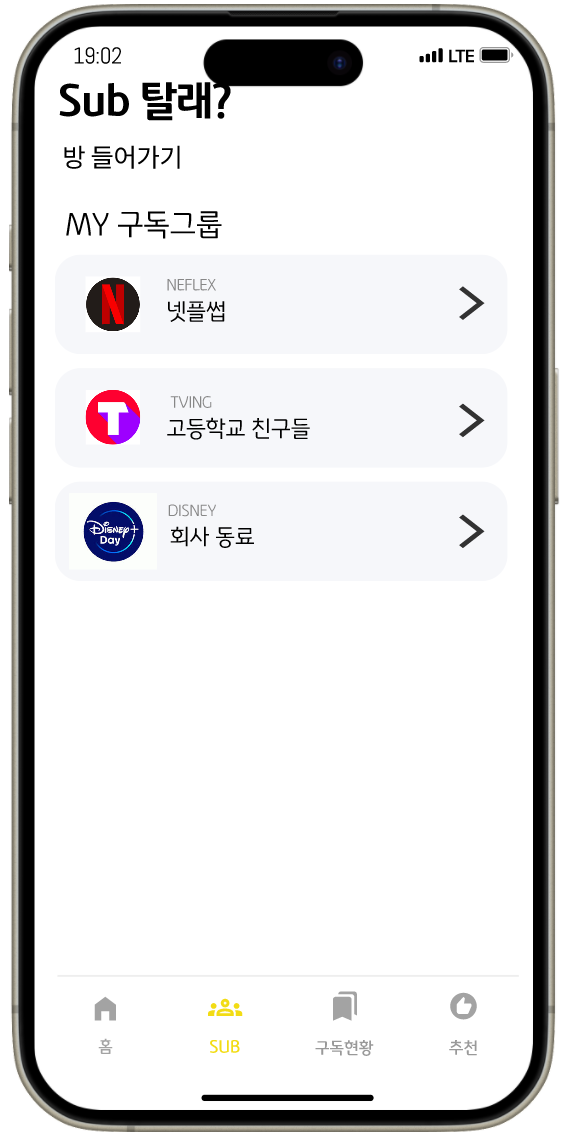 19:02 LTE
Sub 탈래?
방 들어가기
MY 구독그룹
NEFLEX
넷플썹
TVING
고등학교 친구들
DISNEY
회사 동료
N
T
Disney+
Day
홈 SUB 구독현황 추천